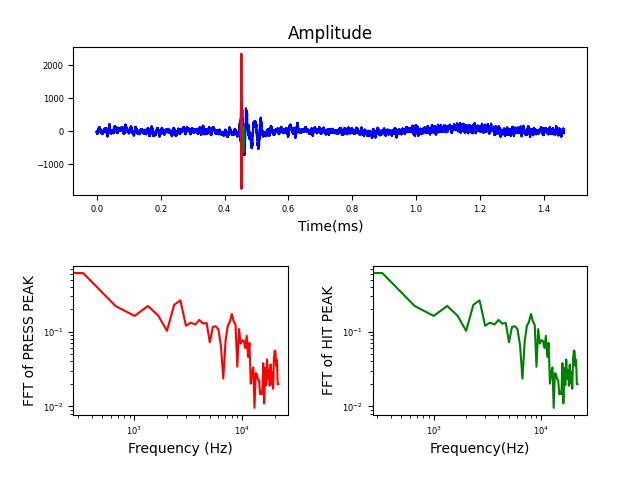 Amplitude
2000
1000
0
−1000
0.0 0.2 0.4 0.6 0.8 1.0 1.2 1.4
Time(ms)
FFT of PRESS PEAK
10⁻¹
10⁻²
10³ 10⁴
Frequency (Hz)
FFT of HIT PEAK
10⁻¹
10⁻²
10³ 10⁴
Frequency(Hz)